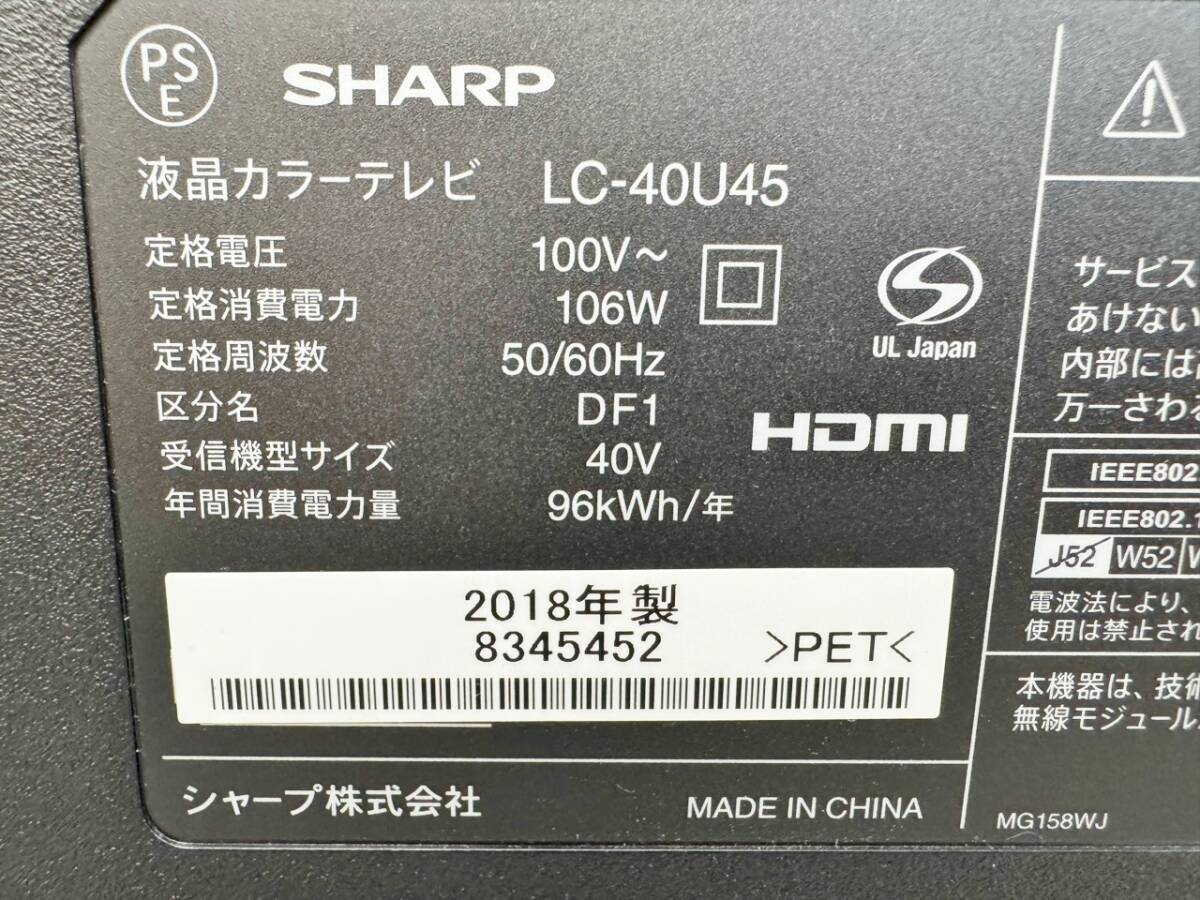 PS
E
SHARP
液晶カラーテレビ LC-40U45
定格電圧 100V~
定格消費電力 106W
定格周波数 50/60Hz
区分名 DF1
受信機型サイズ 40V
年間消費電力量 96kWh/年
UL Japan
HDMI
2018年製
8345452 >PET<
シャープ株式会社 MADE IN CHINA
サービス
あけない
内部には
万一さわ
IEEE802
IEEE802.1
J52 W52
電波法により、
使用は禁止され
本機器は、技術
無線モジュール
MG158WJ